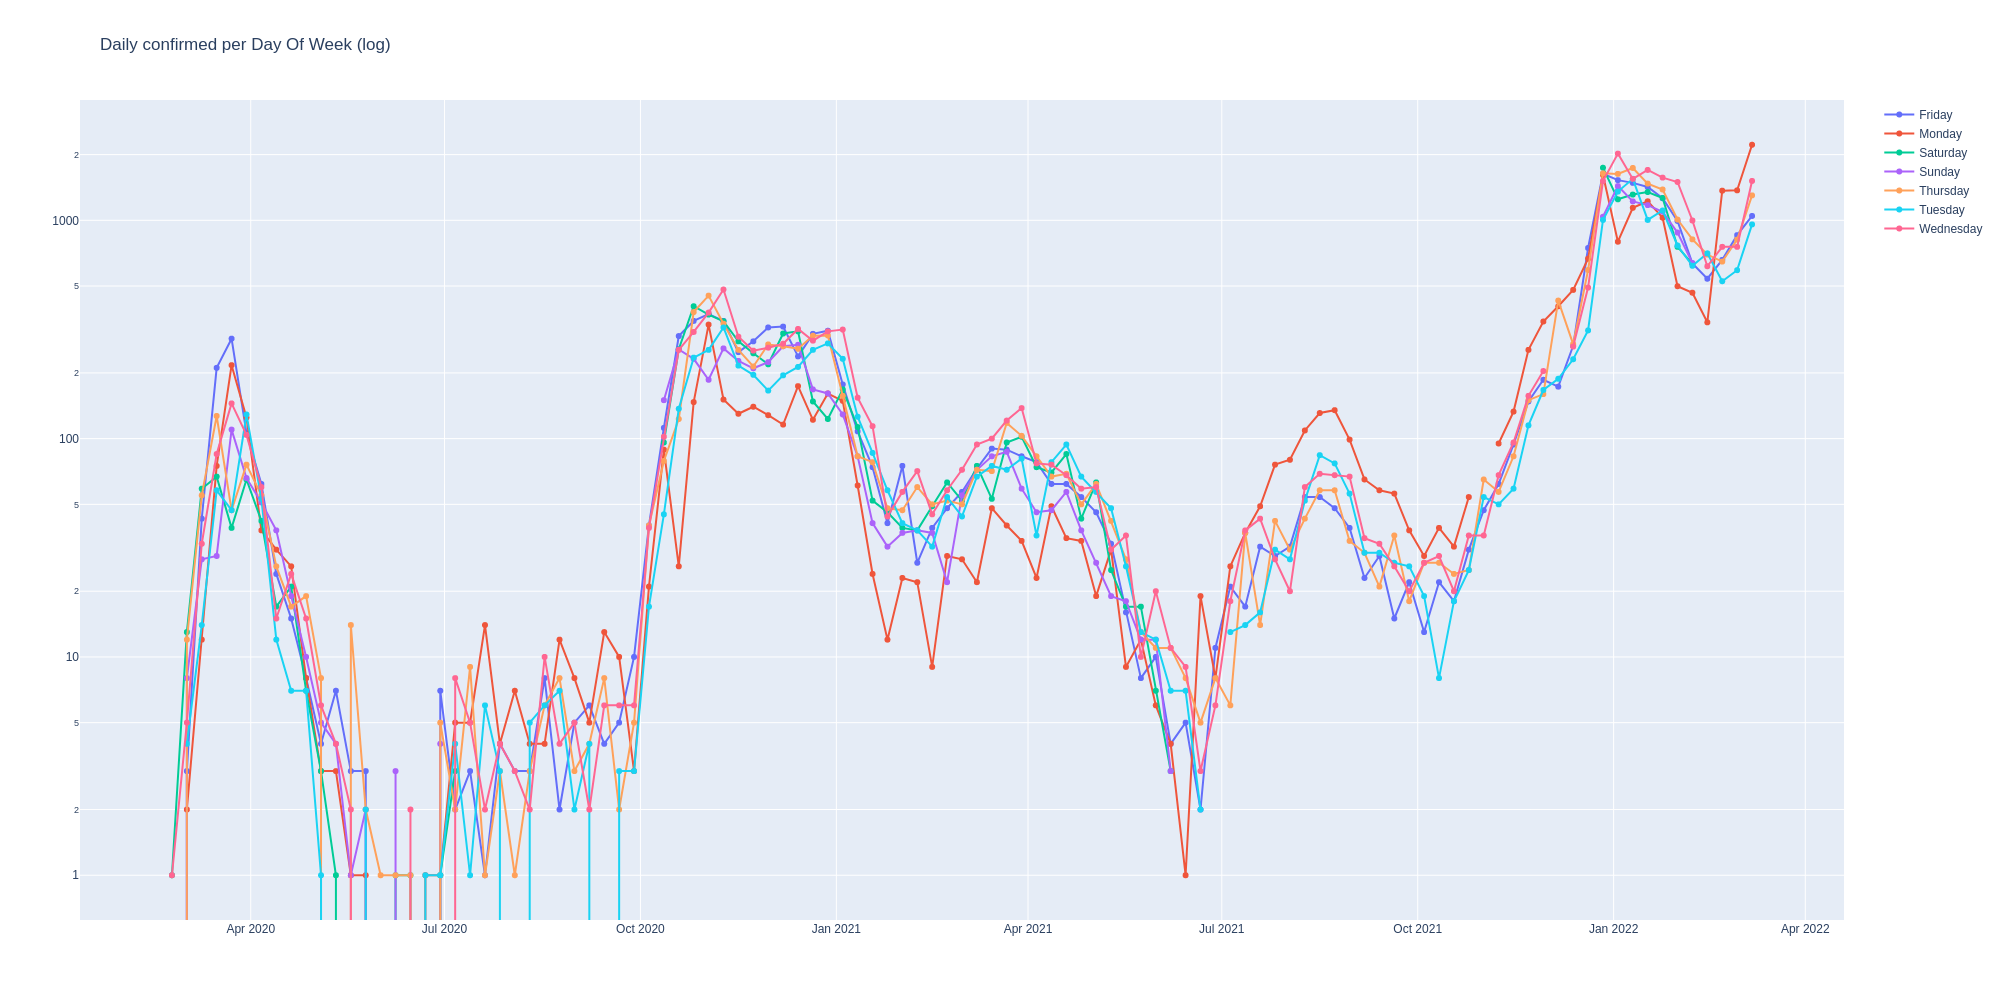 Daily confirmed per Day Of Week (log)
Friday
Monday
Saturday
Sunday
Thursday
Tuesday
Wednesday
2
1000
5
2
100
5
2
10
5
2
1
Apr 2020 Jul 2020 Oct 2020 Jan 2021 Apr 2021 Jul 2021 Oct 2021 Jan 2022 Apr 2022